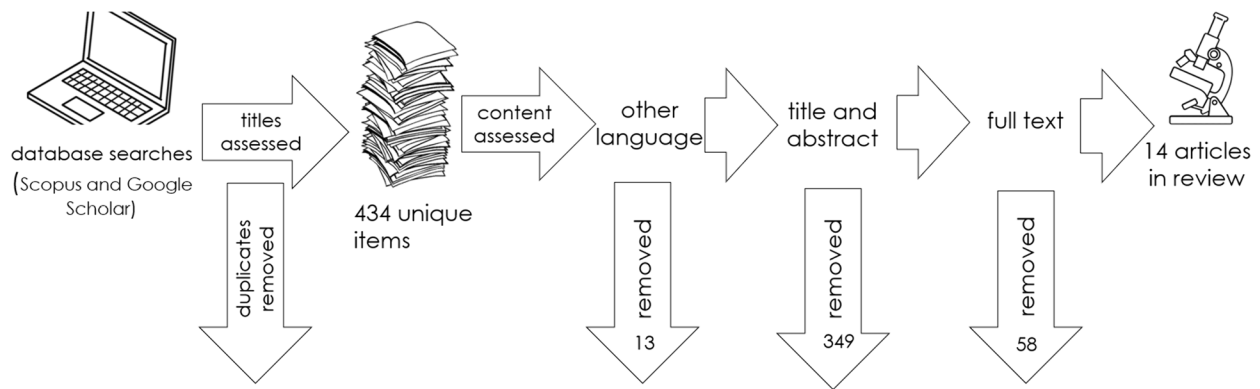 database searches
(Scopus and Google
Scholar)
titles
assessed
duplicates
removed
434 unique
items
content
assessed
other
language
removed
13
title and
abstract
removed
349
full text
removed
58
14 articles
in review